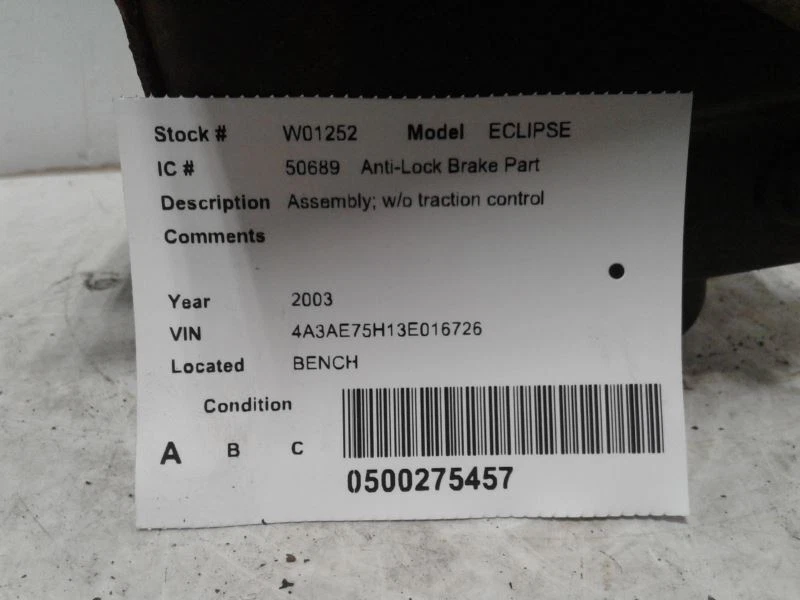 Stock # W01252 Model ECLIPSE
IC # 50689 Anti-Lock Brake Part
Description Assembly; w/o traction control
Comments
Year 2003
VIN 4A3AE75H13E016726
Located BENCH
Condition
A B C
0500275457